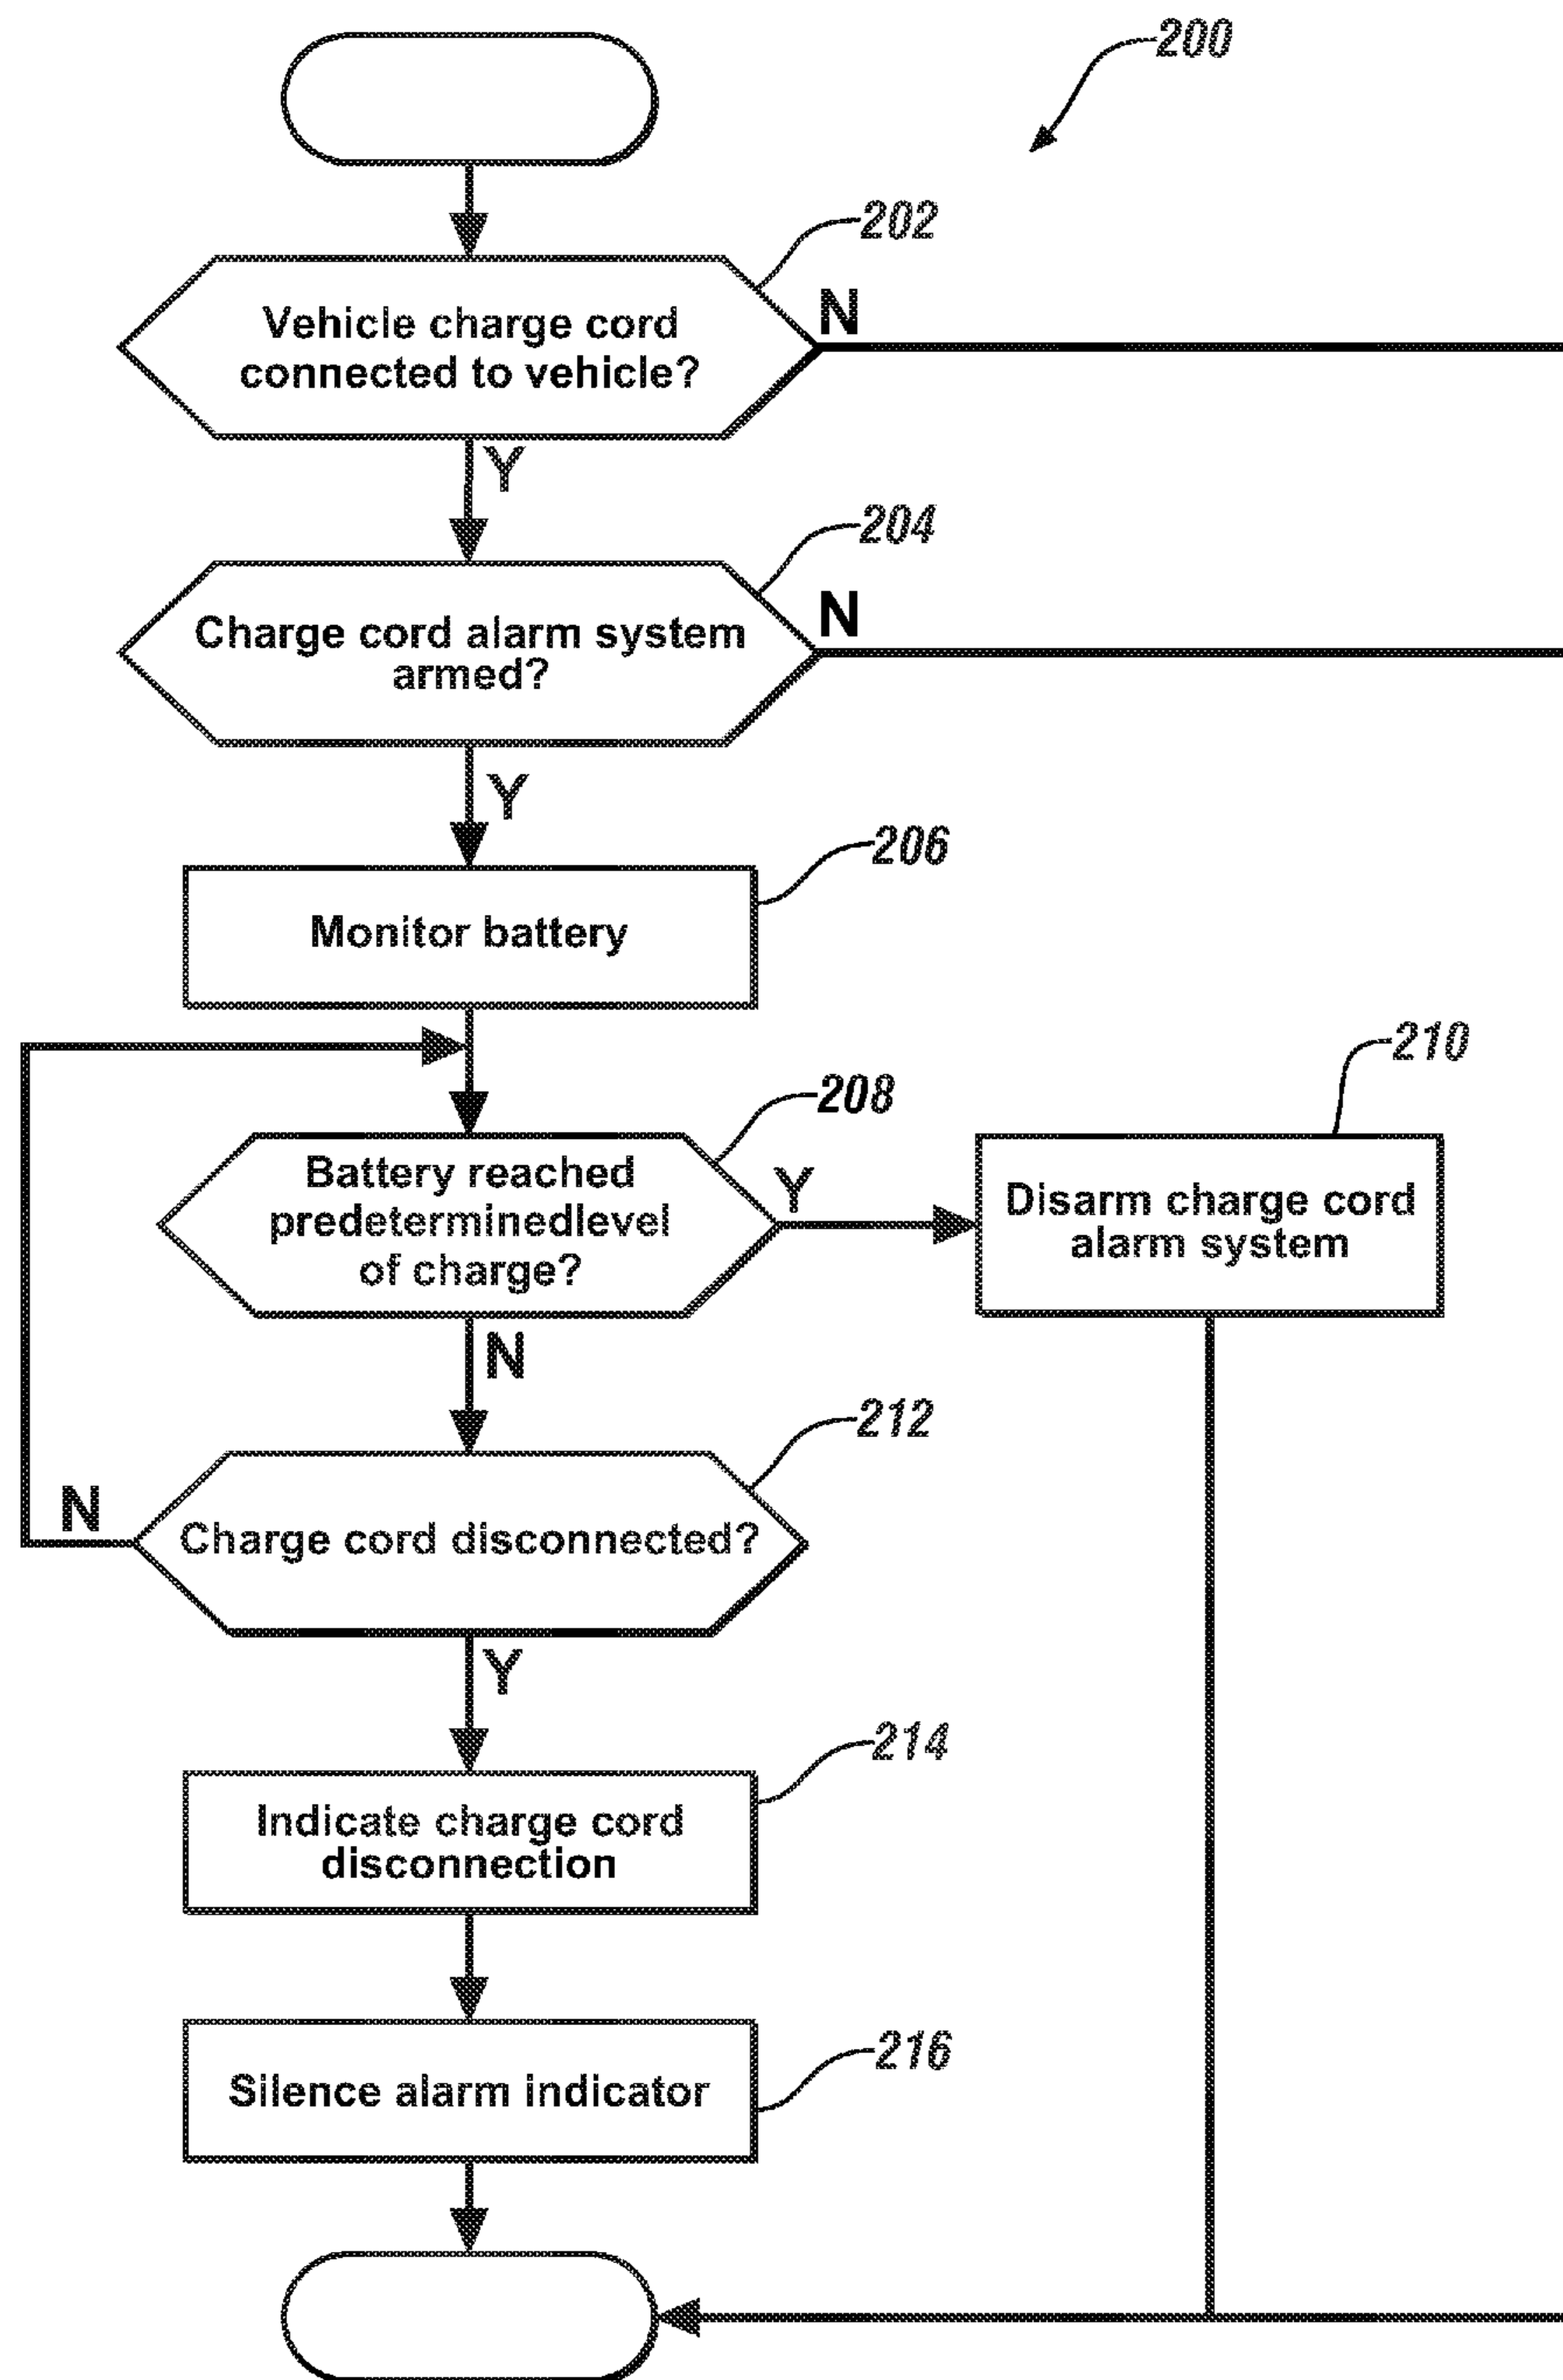 200
202
Vehicle charge cord
connected to vehicle?
N
Y
204
Charge cord alarm system
armed?
N
Y
206
Monitor battery
208
Battery reached
predeterminedlevel
of charge?
Y
210
Disarm charge cord
alarm system
N
212
Charge cord disconnected?
N
Y
214
Indicate charge cord
disconnection
216
Silence alarm indicator